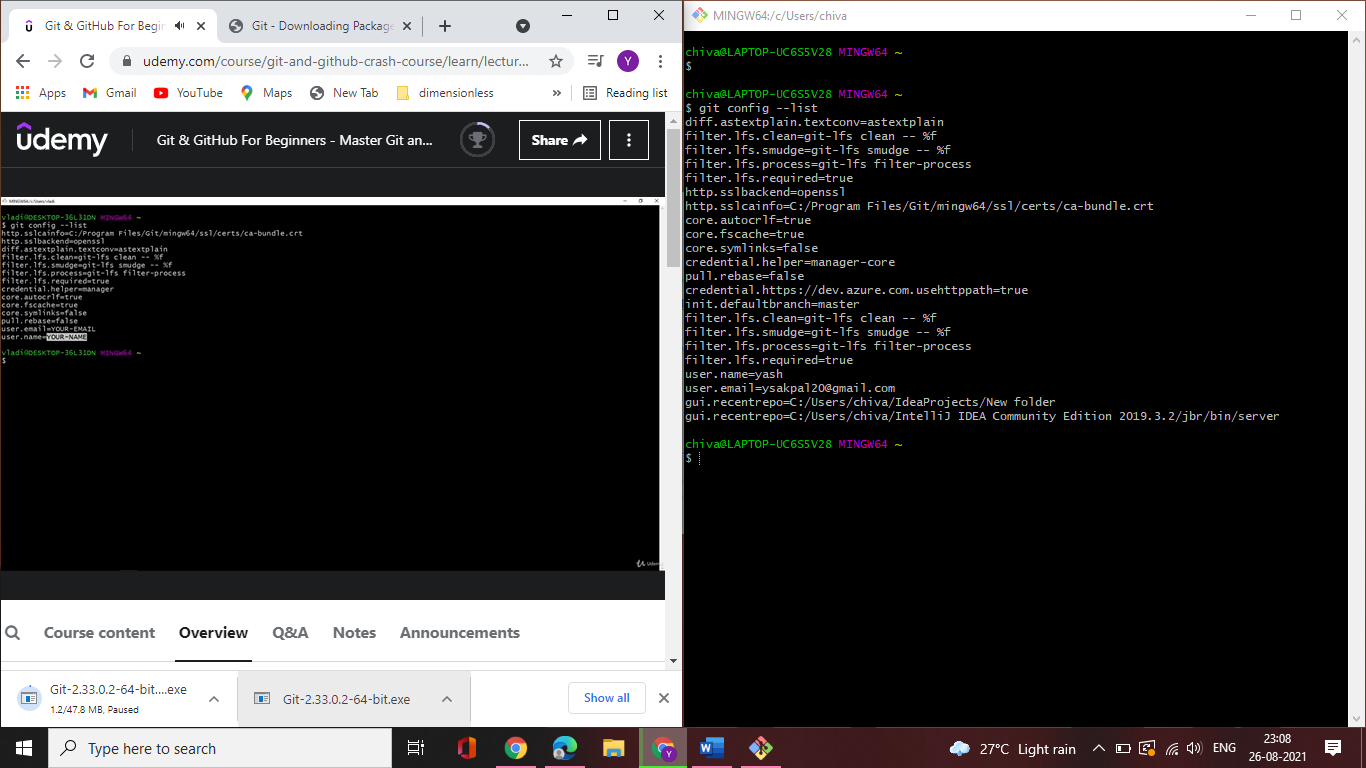 Git & GitHub For Begin
Git - Downloading Package
udemy.com/course/git-and-github-crash-course/learn/lectur...
Y
Apps
Gmail
YouTube
Maps
New Tab
dimensionless
»
Reading list
udemy
Git & GitHub For Beginners - Master Git an...
Share
MINGW64:/c/Users/vladi
vladi@DESKTOP-36L31DN MINGW64 ~
$ git config --list
http.sslcainfo=C:/Program Files/Git/mingw64/ssl/certs/ca-bundle.crt
http.sslbackend=openssl
diff.astextplain.textconv=astextplain
filter.lfs.clean=git-lfs clean -- %f
filter.lfs.smudge=git-lfs smudge -- %f
filter.lfs.process=git-lfs filter-process
filter.lfs.required=true
credential.helper=manager
core.autocrlf=true
core.fscache=true
core.symlinks=false
pull.rebase=false
user.email=YOUR-EMAIL
user.name=YOUR-NAME
vladi@DESKTOP-36L31DN MINGW64 ~
$
Udemy
Course content
Overview
Q&A
Notes
Announcements
Git-2.33.0.2-64-bit....exe
1.2/47.8 MB, Paused
Git-2.33.0.2-64-bit.exe
Show all
MINGW64:/c/Users/chiva
chiva@LAPTOP-UC6S5V28 MINGW64 ~
$
chiva@LAPTOP-UC6S5V28 MINGW64 ~
$ git config --list
diff.astextplain.textconv=astextplain
filter.lfs.clean=git-lfs clean -- %f
filter.lfs.smudge=git-lfs smudge -- %f
filter.lfs.process=git-lfs filter-process
filter.lfs.required=true
http.sslbackend=openssl
http.sslcainfo=C:/Program Files/Git/mingw64/ssl/certs/ca-bundle.crt
core.autocrlf=true
core.fscache=true
core.symlinks=false
credential.helper=manager-core
pull.rebase=false
credential.https://dev.azure.com.usehttppath=true
init.defaultbranch=master
filter.lfs.clean=git-lfs clean -- %f
filter.lfs.smudge=git-lfs smudge -- %f
filter.lfs.process=git-lfs filter-process
filter.lfs.required=true
user.name=yash
user.email=ysakpal20@gmail.com
gui.recentrepo=C:/Users/chiva/IdeaProjects/New folder
gui.recentrepo=C:/Users/chiva/IntelliJ IDEA Community Edition 2019.3.2/jbr/bin/server
chiva@LAPTOP-UC6S5V28 MINGW64 ~
$
Type here to search
27°C Light rain
ENG
23:08
26-08-2021